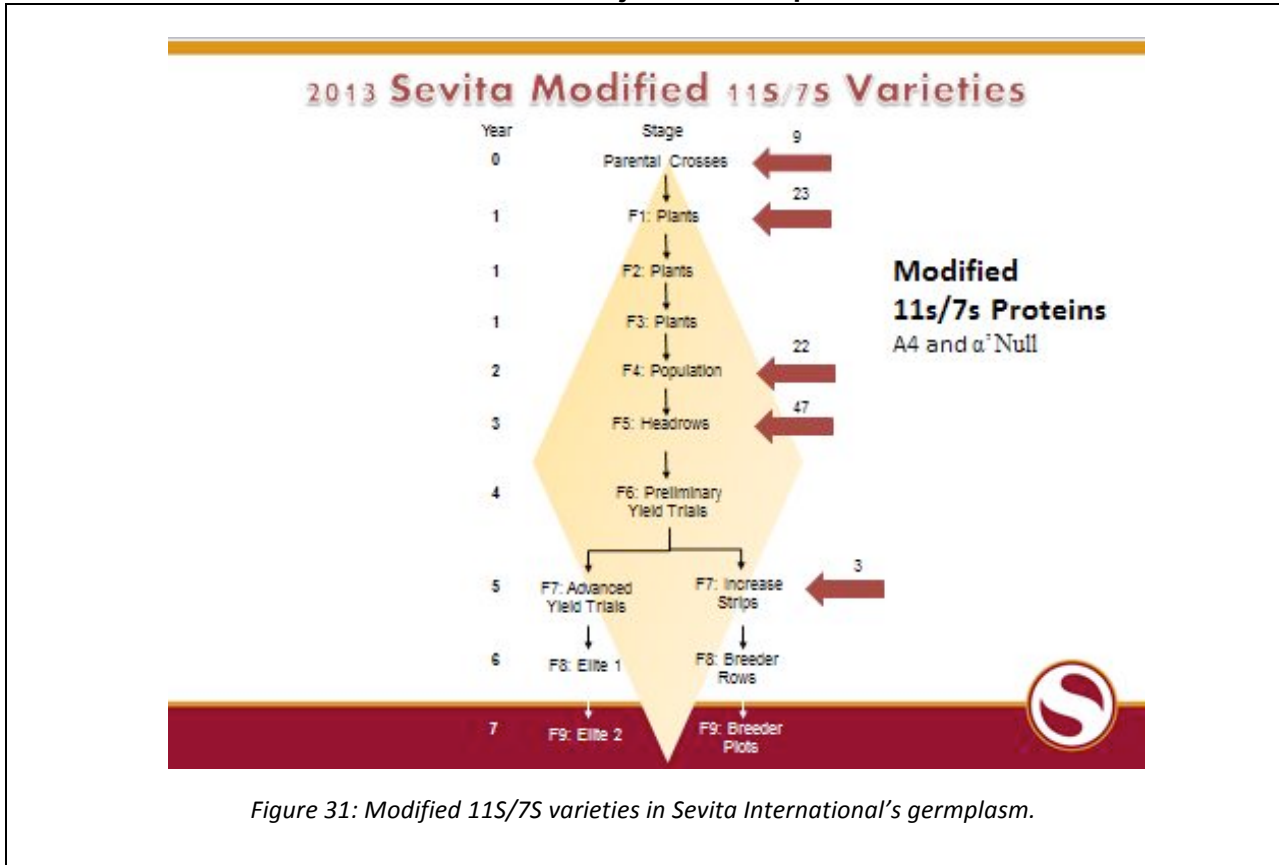 2013 Sevita Modified 11S/7S Varieties
Year Stage 9
0 Parental Crosses
23
1 F1: Plants
1 F2: Plants
Modified
11s/7s Proteins
A4 and α’Null
1 F3: Plants
22
2 F4: Population
47
3 F5: Headrows
4 F6: Preliminary
Yield Trials
3
5 F7: Advanced F7: Increase
Yield Trials Strips
6 F8: Elite 1 F8: Breeder
Rows
7 F9: Elite 2 F9: Breeder
Plots
S
Figure 31: Modified 11S/7S varieties in Sevita International’s germplasm.